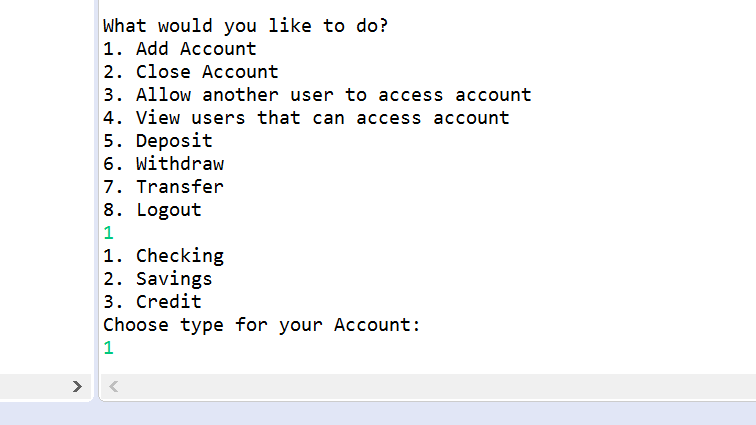 What would you like to do?
1. Add Account
2. Close Account
3. Allow another user to access account
4. View users that can access account
5. Deposit
6. Withdraw
7. Transfer
8. Logout
1
1. Checking
2. Savings
3. Credit
Choose type for your Account:
1